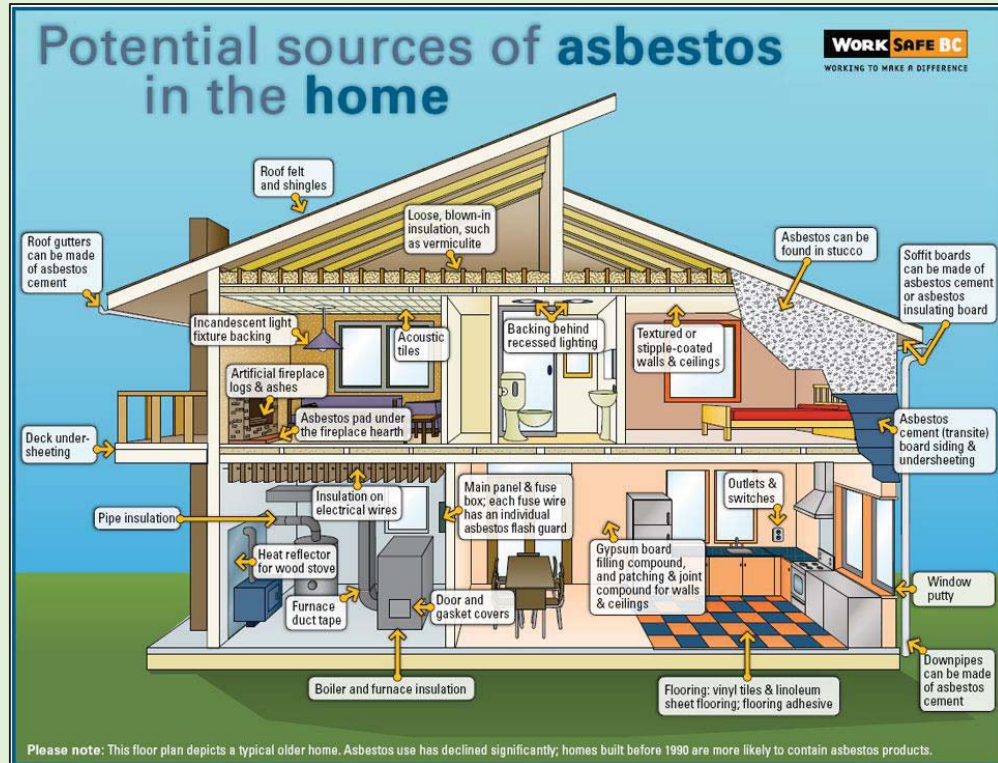 Potential sources of asbestos
in the home
WORK SAFE BC
WORKING TO MAKE A DIFFERENCE
Roof felt
and shingles
Loose, blown-in
insulation, such
as vermiculite
Asbestos can be
found in stucco
Roof gutters
can be made
of asbestos
cement
Soffit boards
can be made of
asbestos cement
or asbestos
insulating board
Incandescent light
fixture backing
Acoustic
tiles
Backing behind
recessed lighting
Textured or
stipple-coated
walls & ceilings
Artificial fireplace
logs & ashes
Asbestos pad under
the fireplace hearth
Deck under-
sheeting
Asbestos
cement (transite)
board siding &
undersheeting
Insulation on
electrical wires
Main panel & fuse
box; each fuse wire
has an individual
asbestos flash guard
Outlets &
switches
Pipe insulation
Heat reflector
for wood stove
Gypsum board
filling compound,
and patching & joint
compound for walls
& ceilings
Window
putty
Furnace
duct tape
Door and
gasket covers
Boiler and furnace insulation
Flooring: vinyl tiles & linoleum
sheet flooring; flooring adhesive
Downpipes
can be made
of asbestos
cement
Please note: This floor plan depicts a typical older home. Asbestos use has declined significantly; homes built before 1990 are more likely to contain asbestos products.